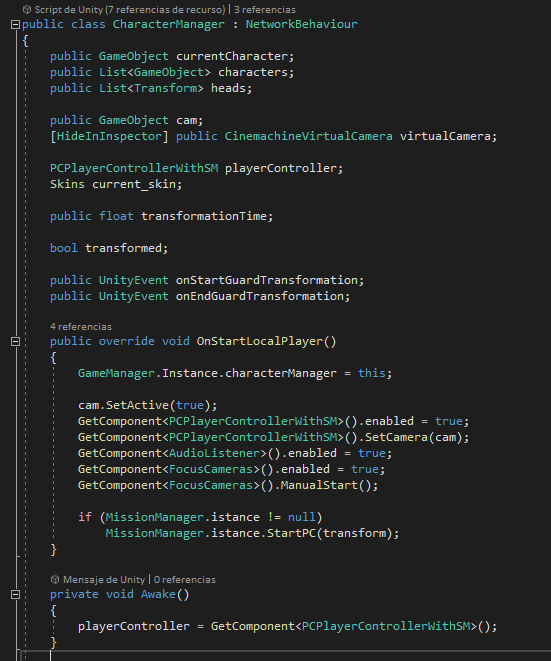 Script de Unity (7 referencias de recurso) | 3 referencias
public class CharacterManager : NetworkBehaviour
{
public GameObject currentCharacter;
public List<GameObject> characters;
public List<Transform> heads;
public GameObject cam;
[HideInInspector] public CinemachineVirtualCamera virtualCamera;
PCPlayerControllerWithSM playerController;
Skins current_skin;
public float transformationTime;
bool transformed;
public UnityEvent onStartGuardTransformation;
public UnityEvent onEndGuardTransformation;
4 referencias
public override void OnStartLocalPlayer()
{
GameManager.Instance.characterManager = this;
cam.SetActive(true);
GetComponent<PCPlayerControllerWithSM>().enabled = true;
GetComponent<PCPlayerControllerWithSM>().SetCamera(cam);
GetComponent<AudioListener>().enabled = true;
GetComponent<FocusCameras>().enabled = true;
GetComponent<FocusCameras>().ManualStart();
if (MissionManager.istance != null)
MissionManager.istance.StartPC(transform);
}
Mensaje de Unity | 0 referencias
private void Awake()
{
playerController = GetComponent<PCPlayerControllerWithSM>();
}